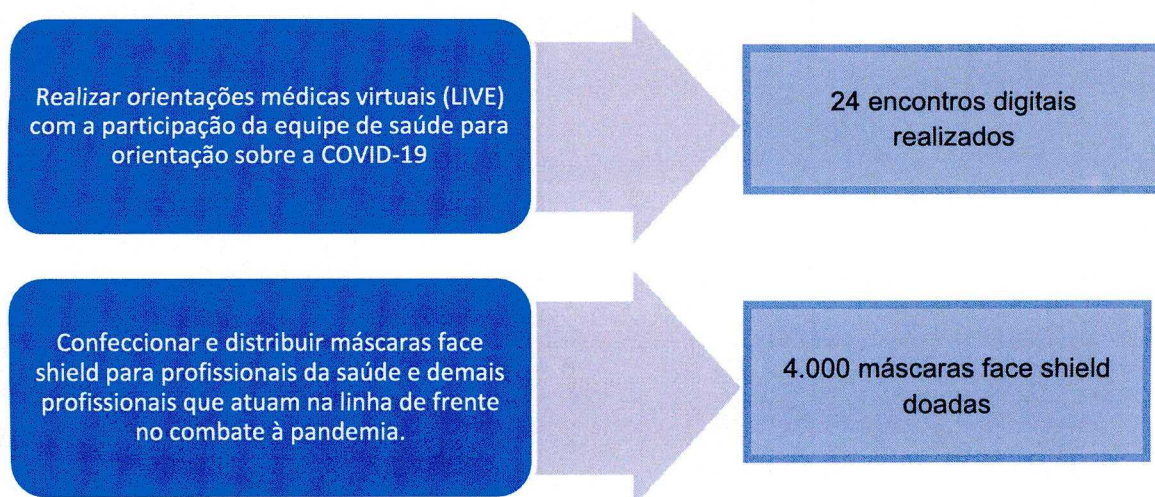 Realizar orientações médicas virtuais (LIVE)
com a participação da equipe de saúde para
orientação sobre a COVID-19
24 encontros digitais
realizados
Confeccionar e distribuir máscaras face
shield para profissionais da saúde e demais
profissionais que atuam na linha de frente
no combate à pandemia.
4.000 máscaras face shield
doadas